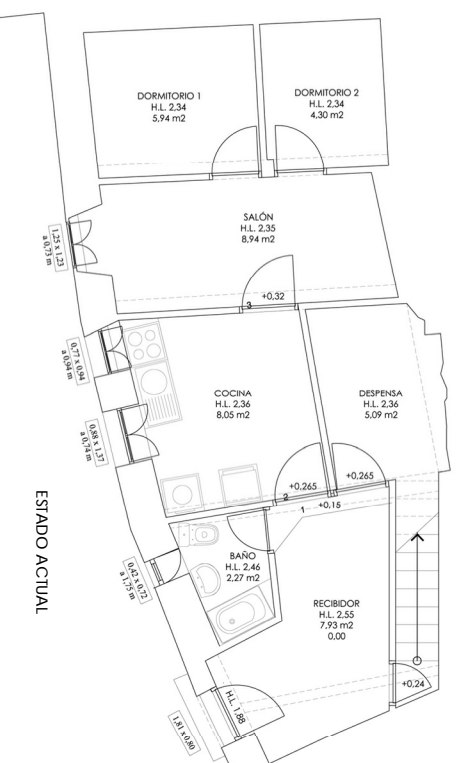 DORMITORIO 1
H.L. 2,34
5,94 m2
DORMITORIO 2
H.L. 2,34
4,30 m2
SALÓN
H.L. 2,35
8,94 m2
1,25 x 1,23
a 0,73 m
+0,32
3
0,77 x 0,94
a 0,94 m
COCINA
H.L. 2,36
8,05 m2
DESPENSA
H.L. 2,36
5,09 m2
0,88 x 1,37
a 0,74 m
+0,265
2
+0,265
+0,15
1
ESTADO ACTUAL
BAÑO
H.L. 2,46
2,27 m2
0,42 x 0,72
a 1,75 m
RECIBIDOR
H.L. 2,55
7,93 m2
0,00
+0,24
H.L. 1,88
1,81 x 0,80